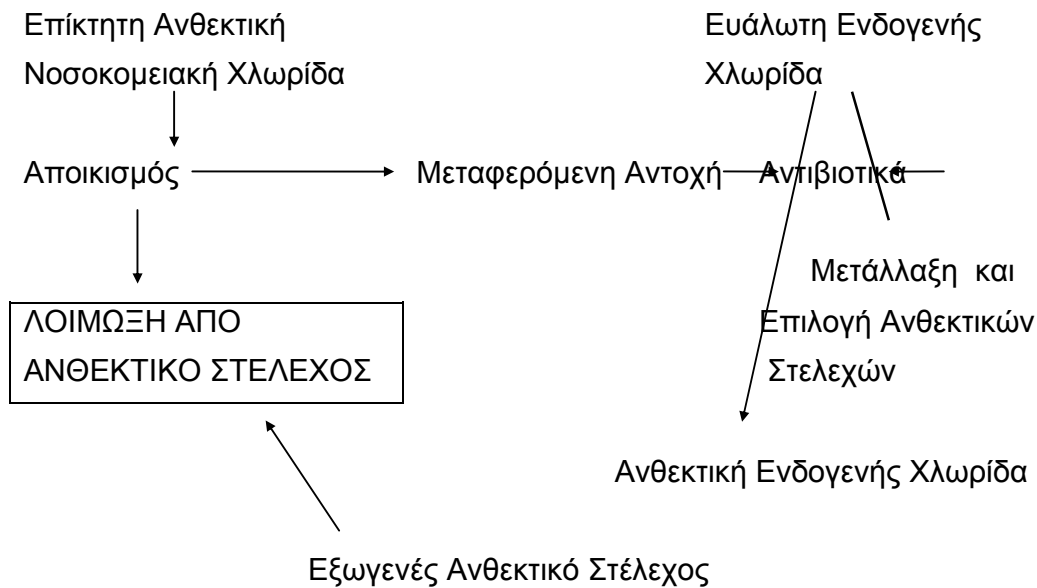 Επίκτητη Ανθεκτική
Νοσοκομειακή Χλωρίδα
Ευάλωτη Ενδογενής
Χλωρίδα
Αποικισμός
Μεταφερόμενη Αντοχή
Αντιβιοτικά
Μετάλλαξη και
Επιλογή Ανθεκτικών
Στελεχών
ΛΟΙΜΩΞΗ ΑΠΟ
ΑΝΘΕΚΤΙΚΟ ΣΤΕΛΕΧΟΣ
Ανθεκτική Ενδογενής Χλωρίδα
Εξωγενές Ανθεκτικό Στέλεχος